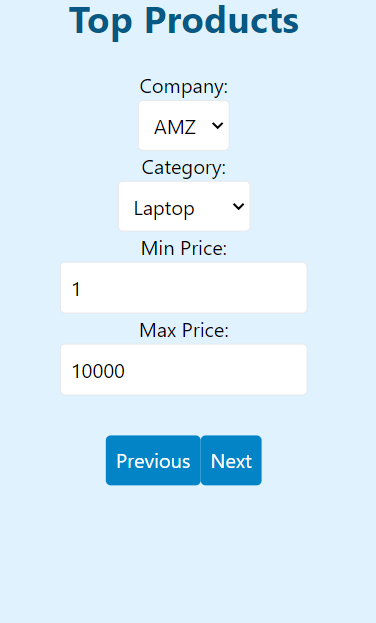 Top Products
Company:
AMZ
Category:
Laptop
Min Price:
1
Max Price:
10000
Previous Next